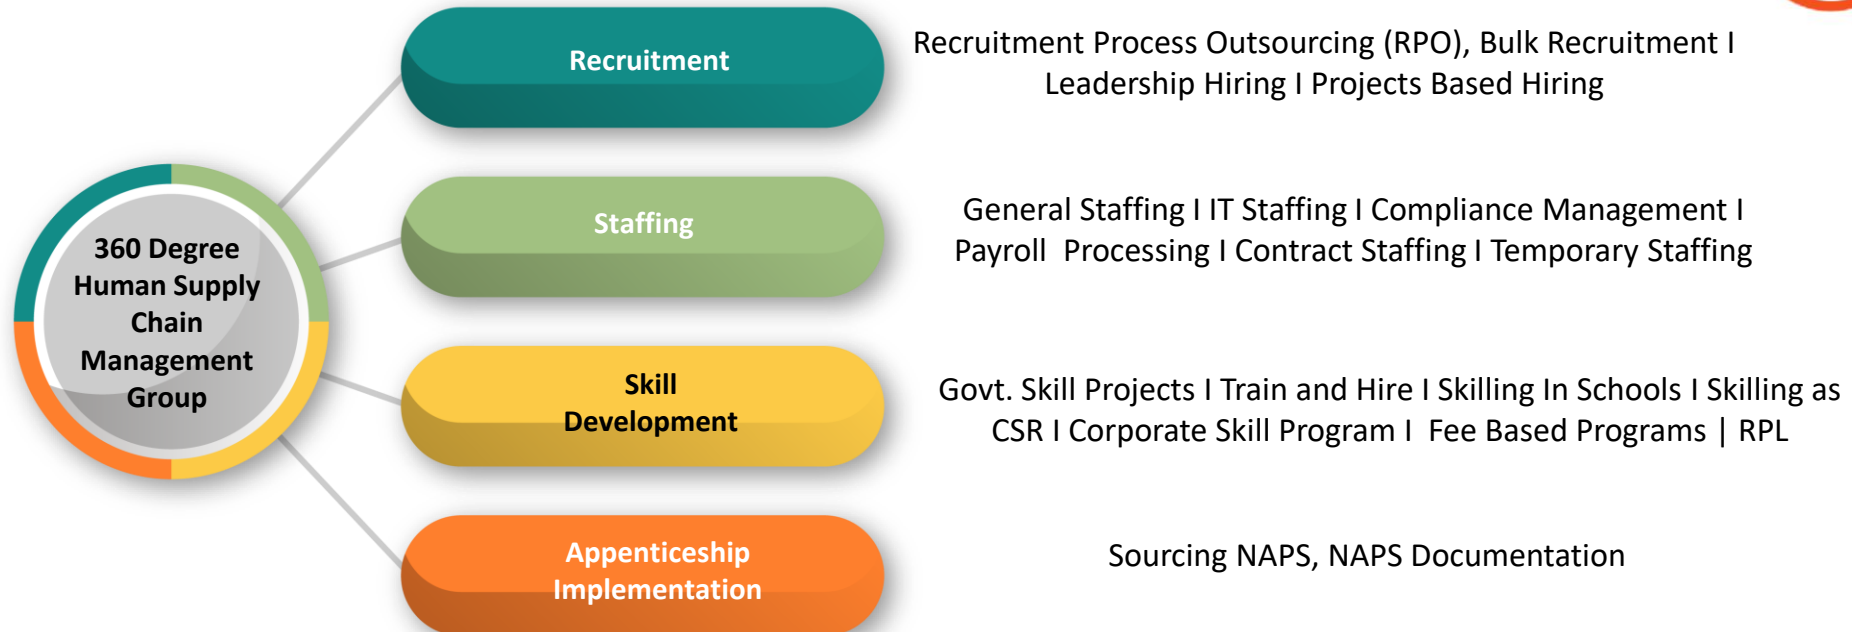 360 Degree
Human Supply
Chain
Management
Group
Recruitment
Recruitment Process Outsourcing (RPO), Bulk Recruitment I
Leadership Hiring I Projects Based Hiring
Staffing
General Staffing I IT Staffing I Compliance Management I
Payroll  Processing I Contract Staffing I Temporary Staffing
Skill
Development
Govt. Skill Projects I Train and Hire I Skilling In Schools I Skilling as
CSR I Corporate Skill Program I  Fee Based Programs | RPL
Appenticeship
Implementation
Sourcing NAPS, NAPS Documentation